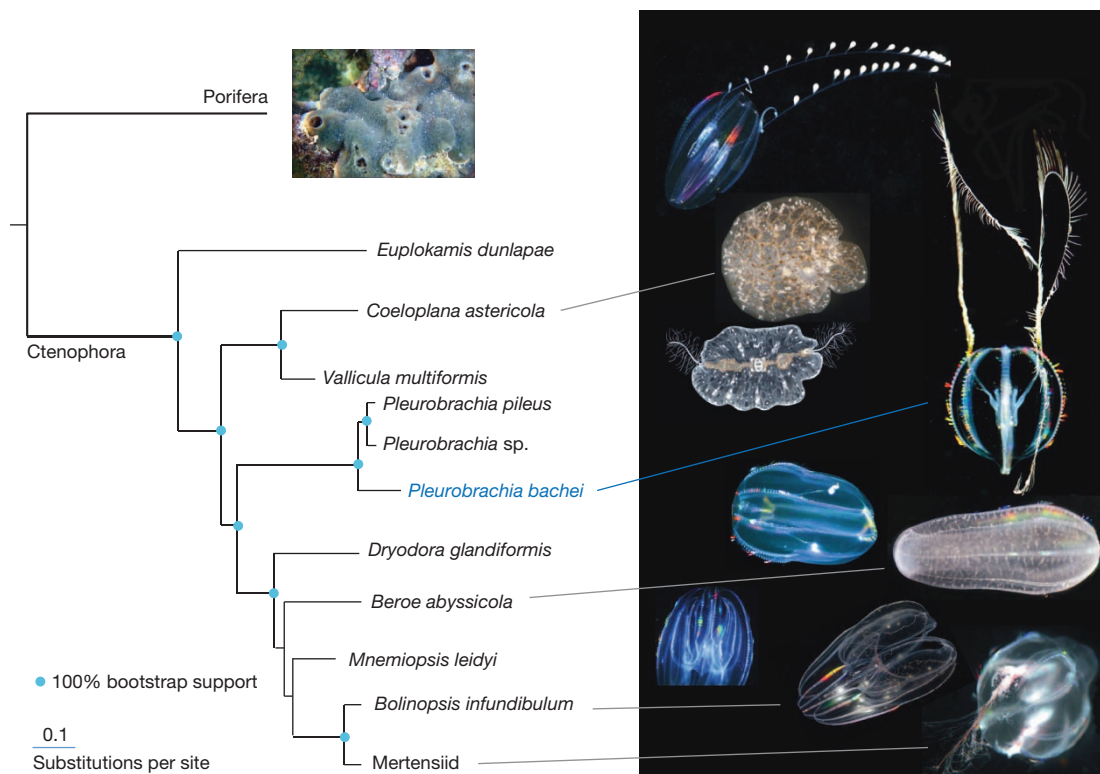 Porifera
Euplokamis dunlapae
Coeloplana astericola
Ctenophora
Vallicula multiformis
Pleurobrachia pileus
Pleurobrachia sp.
Pleurobrachia bachei
Dryodora glandiformis
Beroe abyssicola
Mnemiopsis leidyi
100% bootstrap support
Bolinopsis infundibulum
0.1
Substitutions per site
Mertensiid